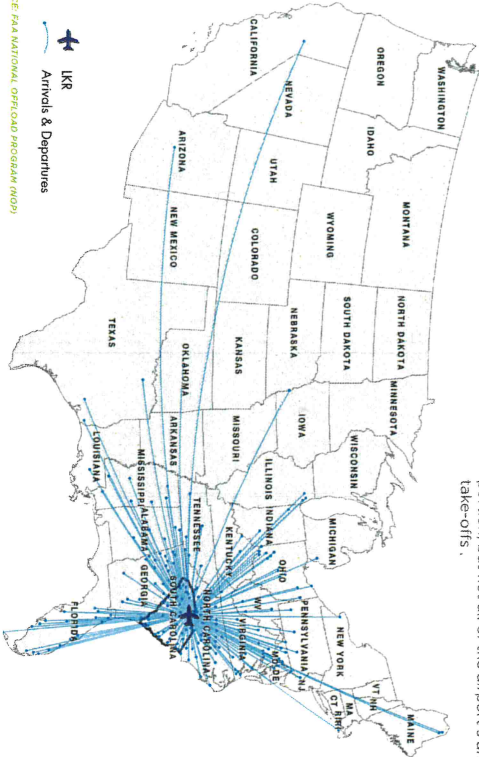 take-offs.
WASHINGTON
OREGON
CALIFORNIA
NEVADA
IDAHO
MONTANA
WYOMING
UTAH
ARIZONA
COLORADO
NEW MEXICO
NORTH DAKOTA
SOUTH DAKOTA
NEBRASKA
KANSAS
OKLAHOMA
TEXAS
MINNESOTA
IOWA
MISSOURI
ARKANSAS
LOUISIANA
WISCONSIN
ILLINOIS
MISSISSIPPI
MICHIGAN
INDIANA
KENTUCKY
TENNESSEE
ALABAMA
OHIO
WV
VIRGINIA
NORTH CAROLINA
SOUTH CAROLINA
GEORGIA
FLORIDA
PENNSYLVANIA
NEW YORK
MD
DE
NJ
VT
NH
MA
CT
RI
MAINE
LKR
Arrivals & Departures
CE: FAA NATIONAL OFFLOAD PROGRAM (NOP)